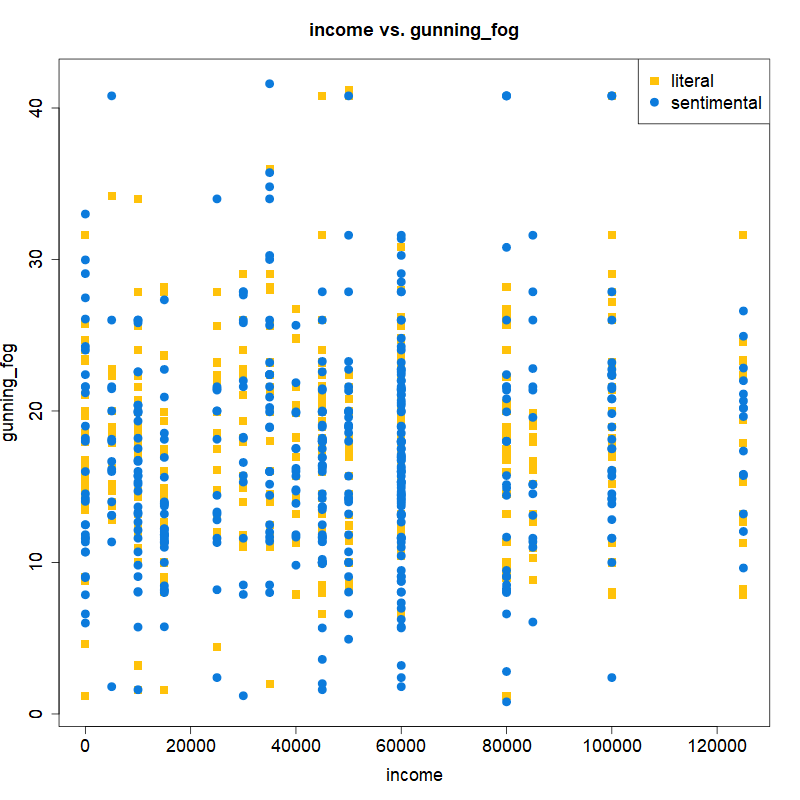 income vs. gunning_fog
literal
sentimental
40
30
20
10
0
gunning_fog
0 20000 40000 60000 80000 100000 120000
income